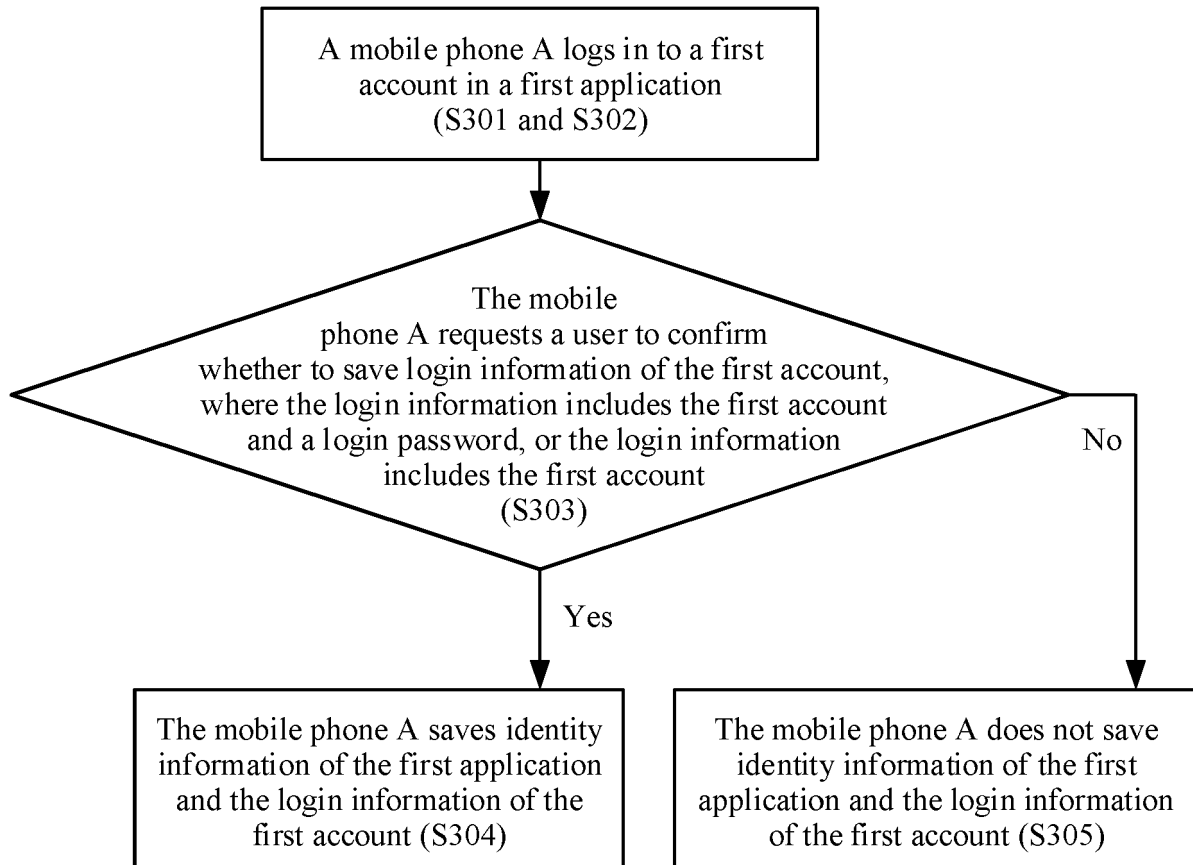 A mobile phone A logs in to a first
account in a first application
(S301 and S302)
The mobile
phone A requests a user to confirm
whether to save login information of the first account,
where the login information includes the first account
and a login password, or the login information
includes the first account
(S303)
No
Yes
The mobile phone A saves identity
information of the first application
and the login information of the
first account (S304)
The mobile phone A does not save
identity information of the first
application and the login information
of the first account (S305)